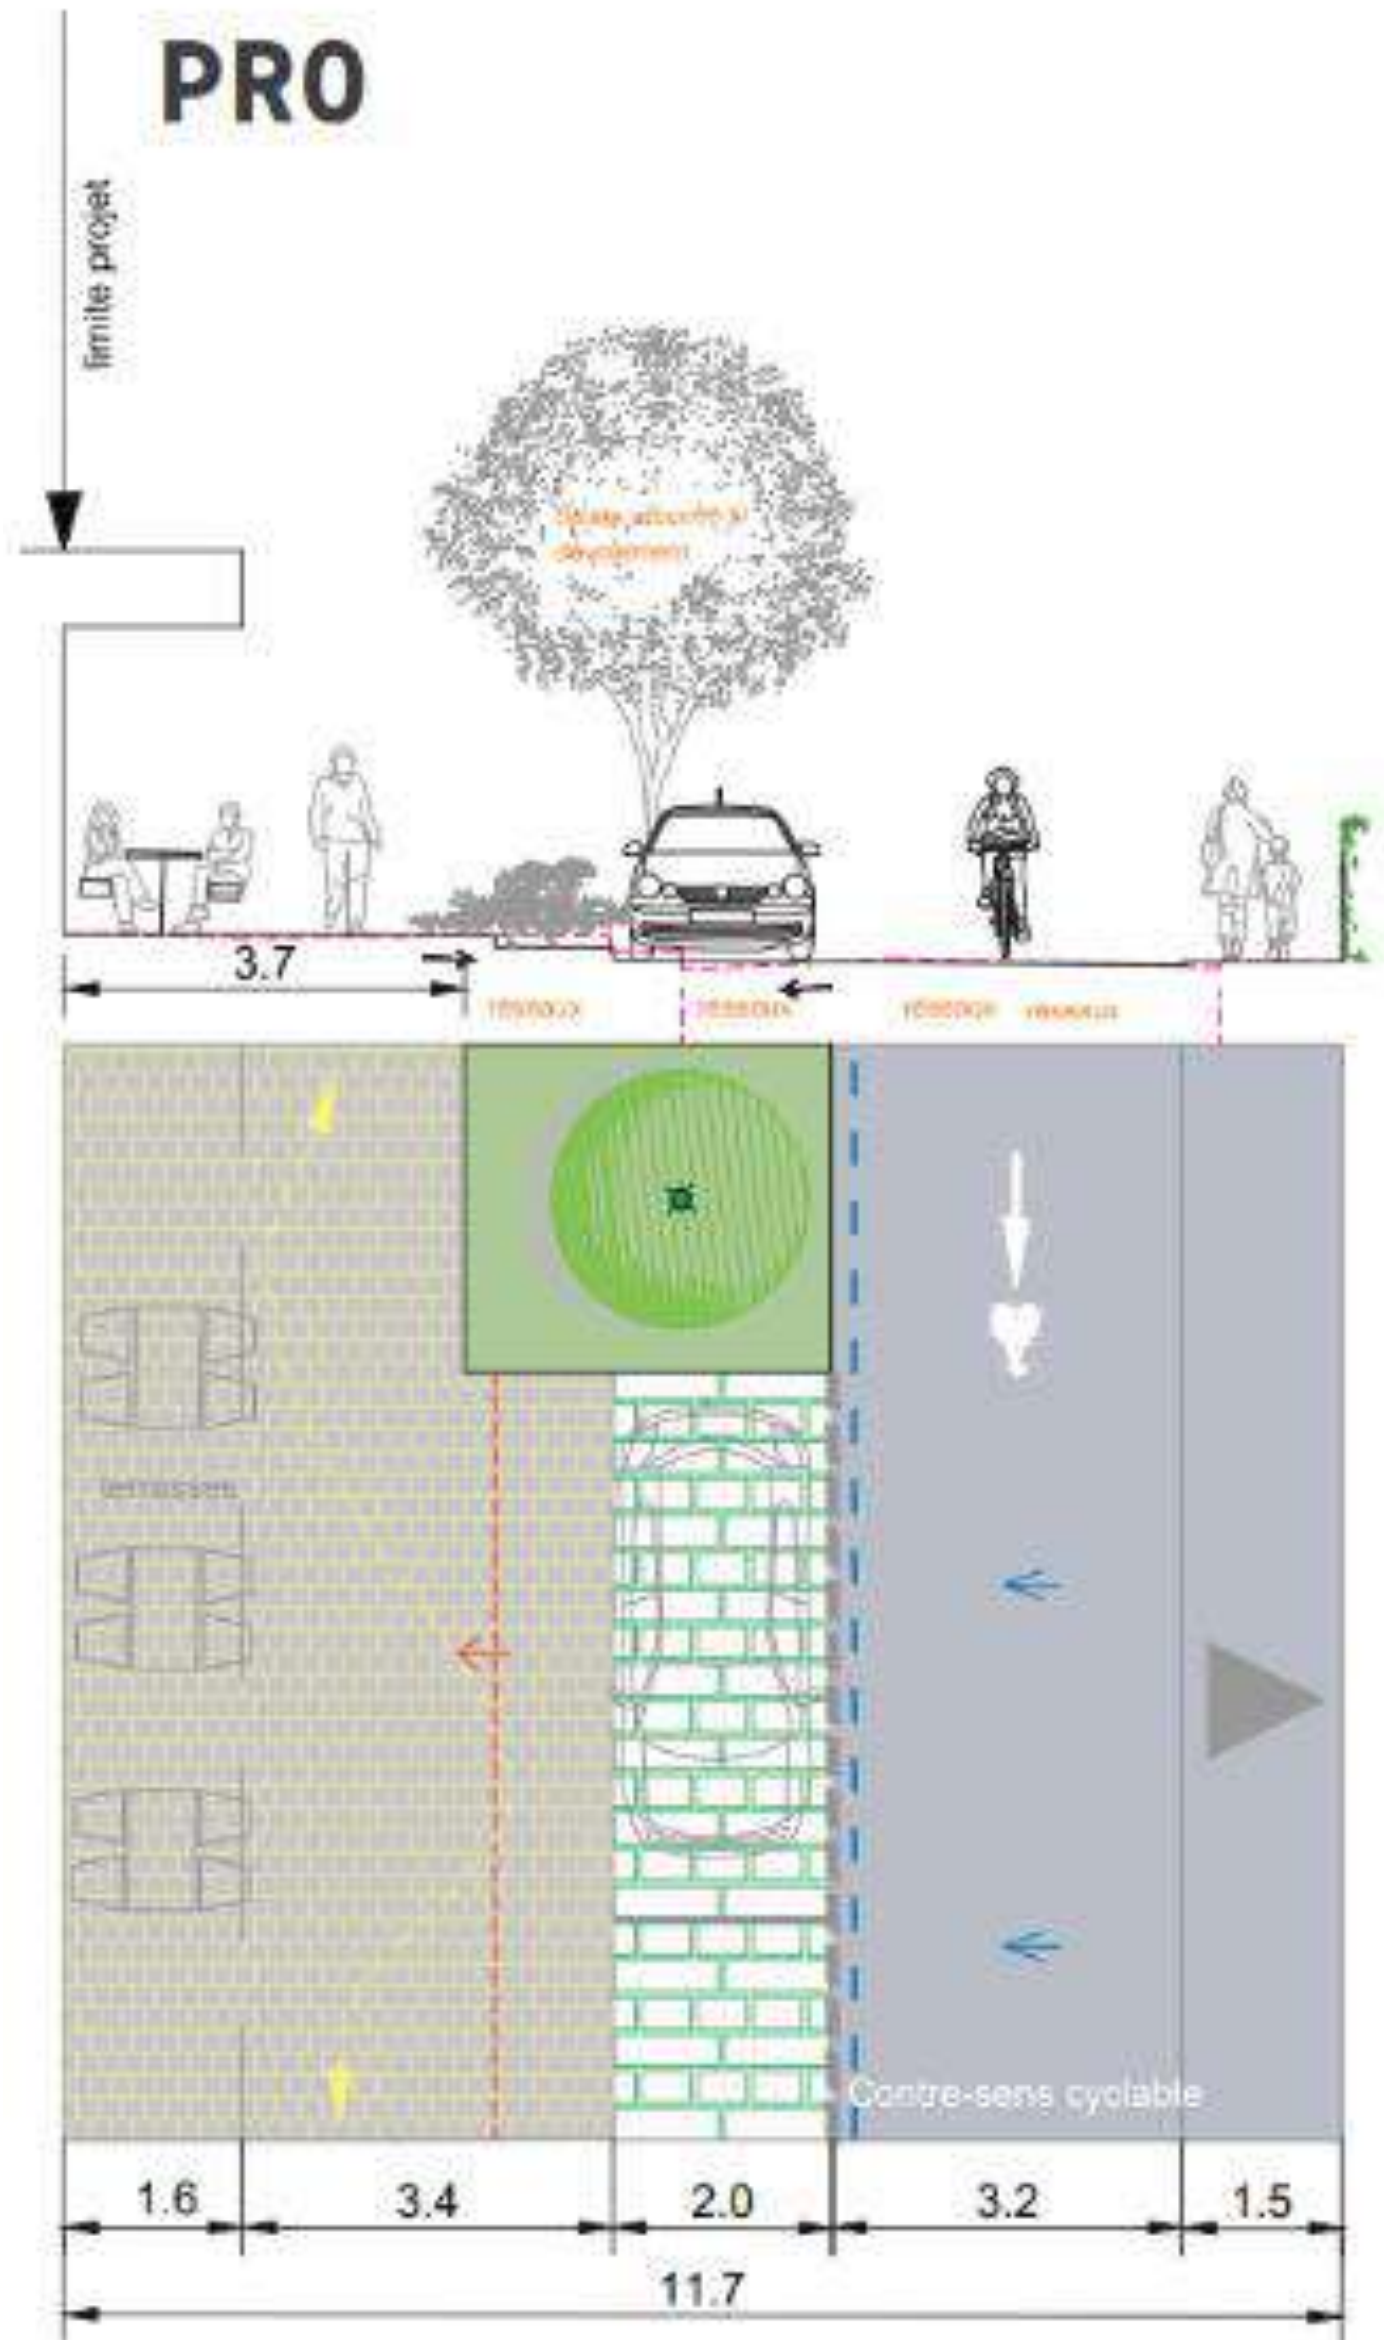 PRO
limite projet
3.7
réseaux
réseaux
réseaux réseaux
terrasses
Contre-sens cyclable
1.6
3.4
2.0
3.2
1.5
11.7